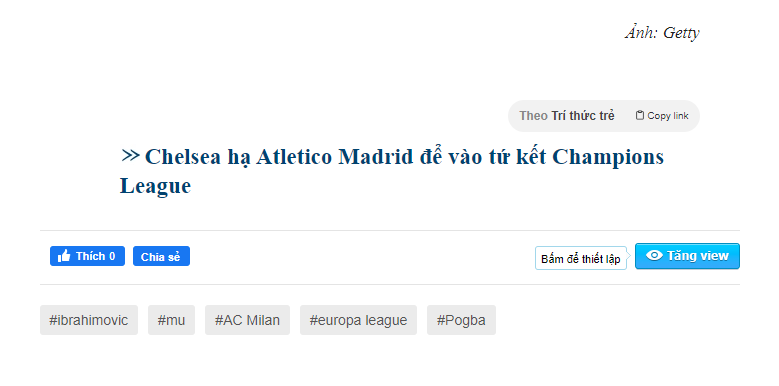 Ảnh: Getty
Theo Trí thức trẻ Copy link
>> Chelsea hạ Atletico Madrid để vào tứ kết Champions
League
Thích 0 Chia sẻ Bấm để thiết lập Tăng view
#ibrahimovic #mu #AC Milan #europa league #Pogba